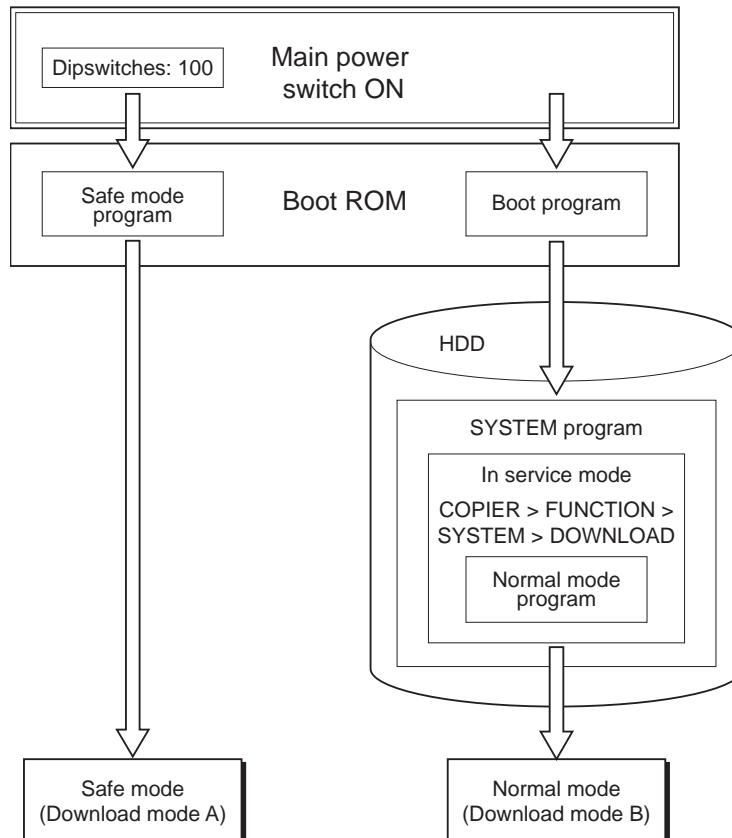 Dipswitches: 100
Main power
switch ON
Safe mode
program
Boot ROM
Boot program
HDD
SYSTEM program
In service mode
COPIER > FUNCTION >
SYSTEM > DOWNLOAD
Normal mode
program
Safe mode
(Download mode A)
Normal mode
(Download mode B)